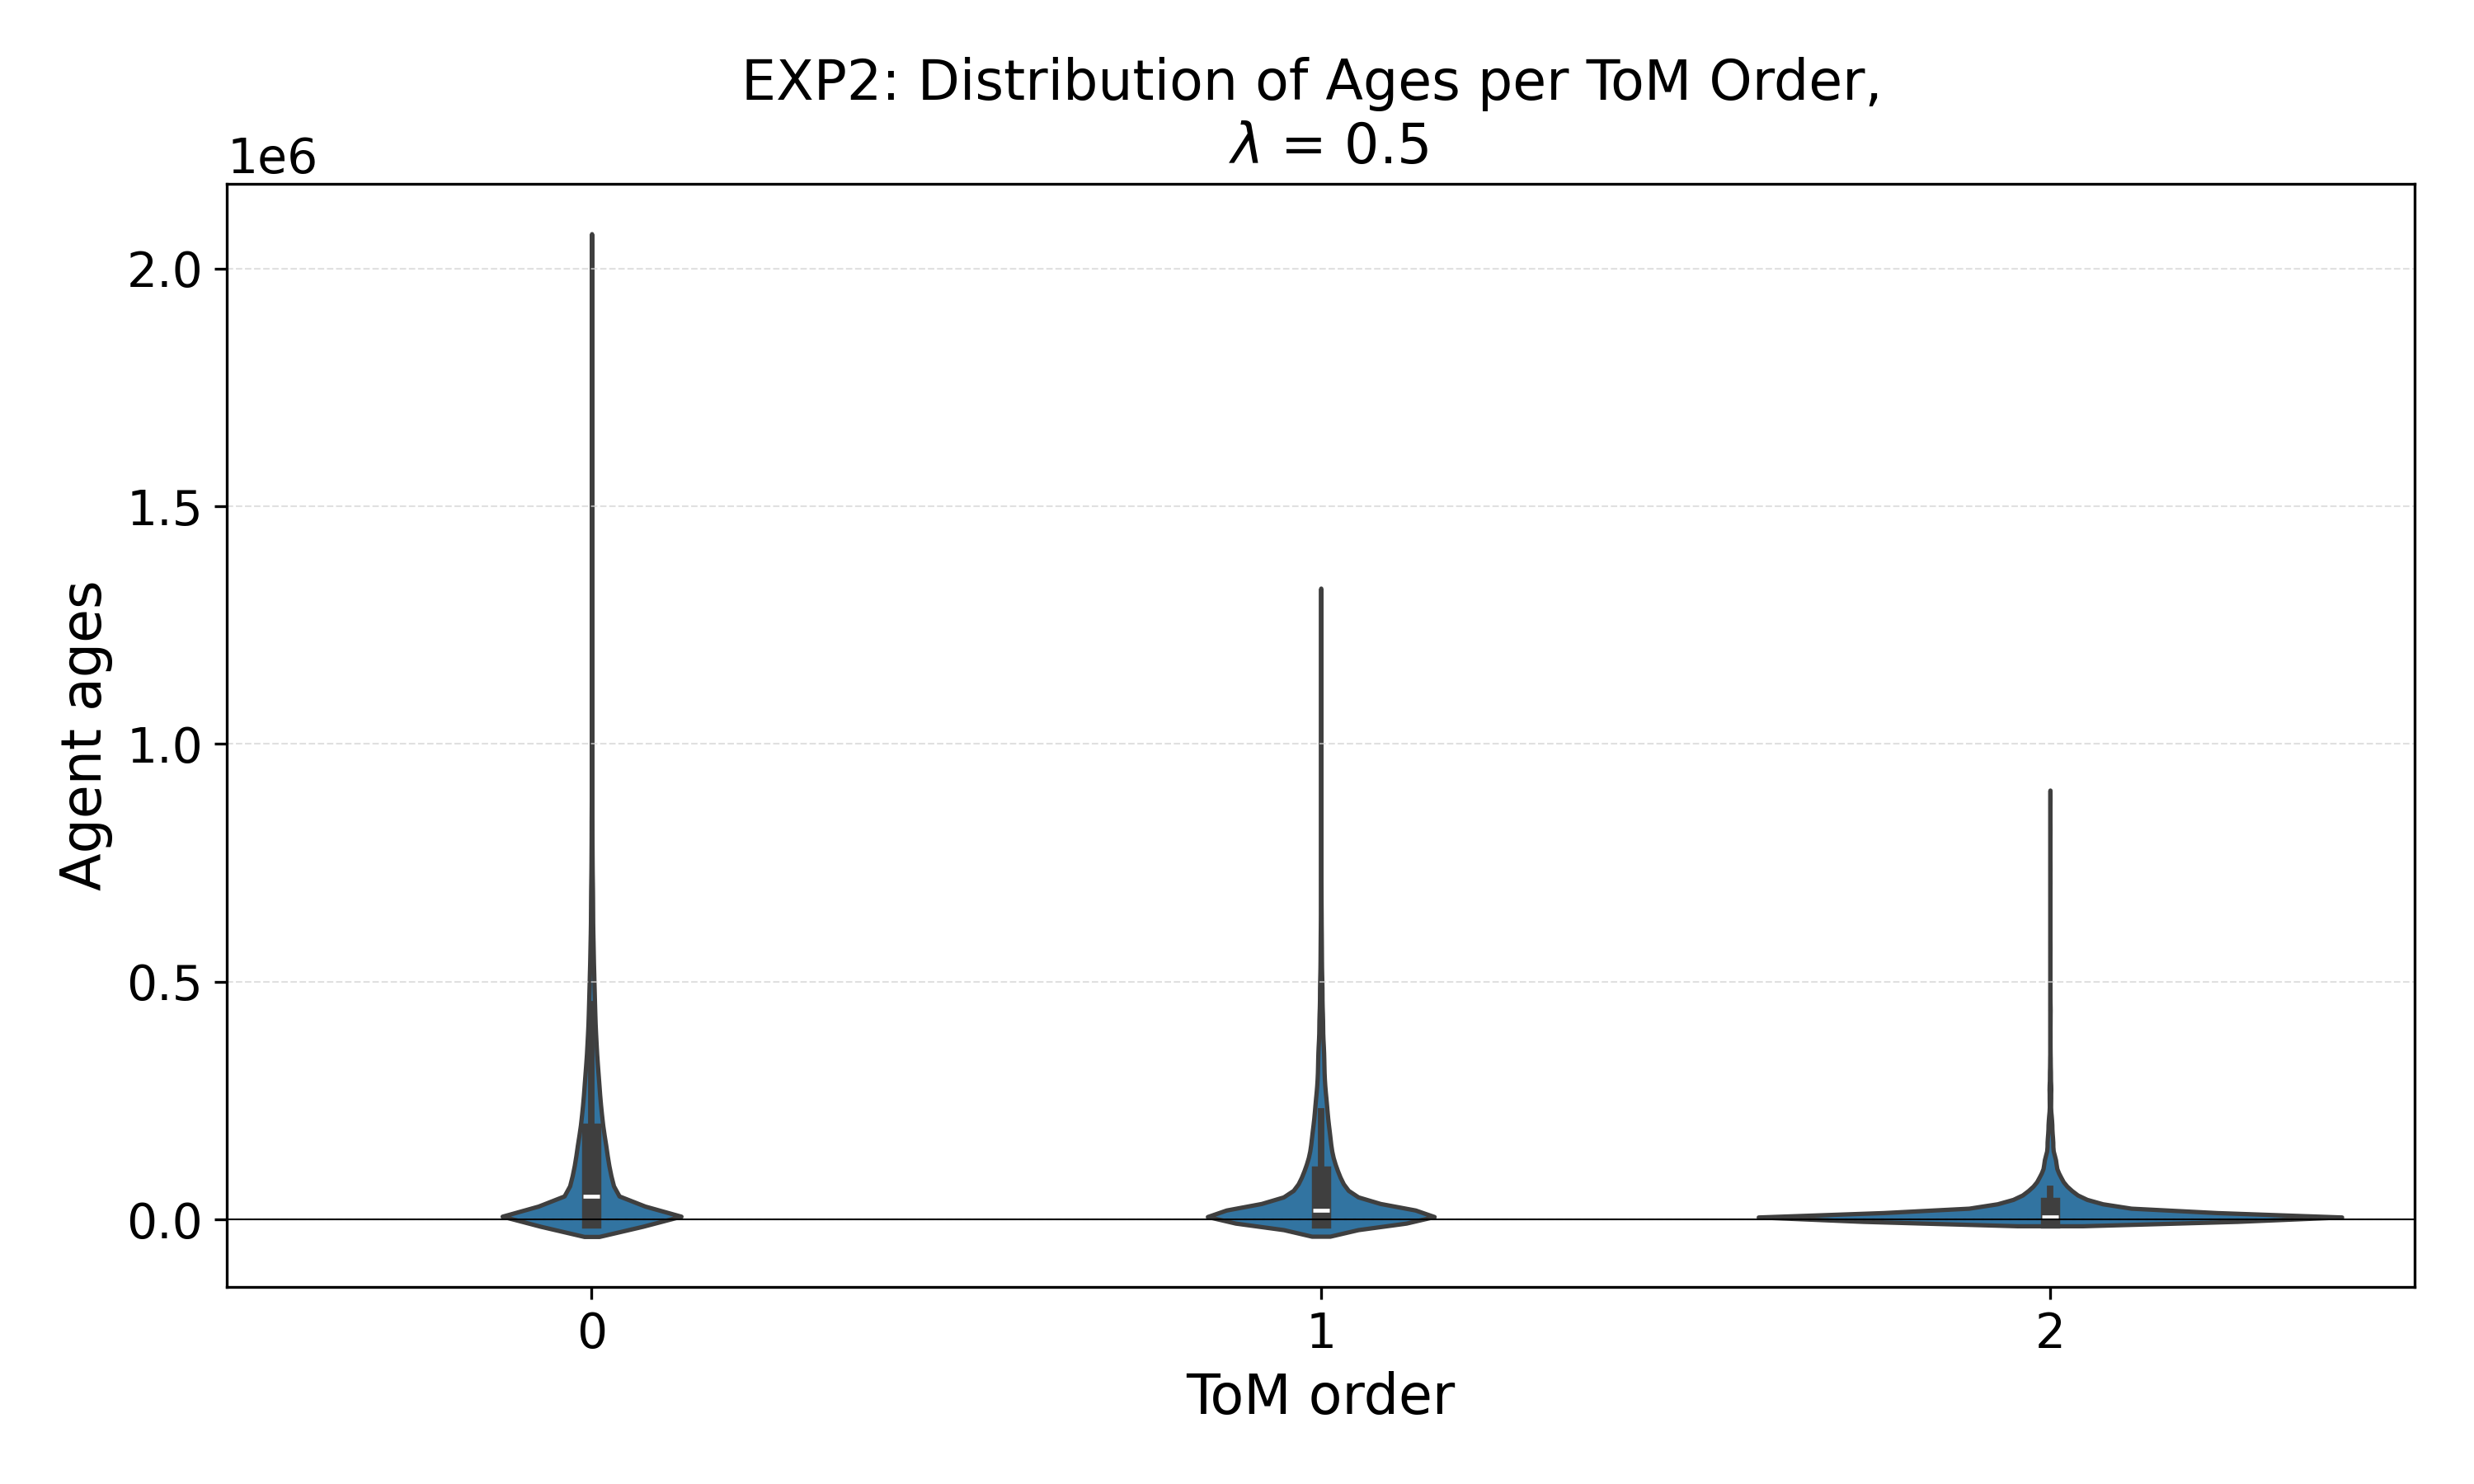 EXP2: Distribution of Ages per ToM Order,
λ = 0.5
1e6
2.0
1.5
1.0
0.5
0.0
Agent ages
0 1 2
ToM order